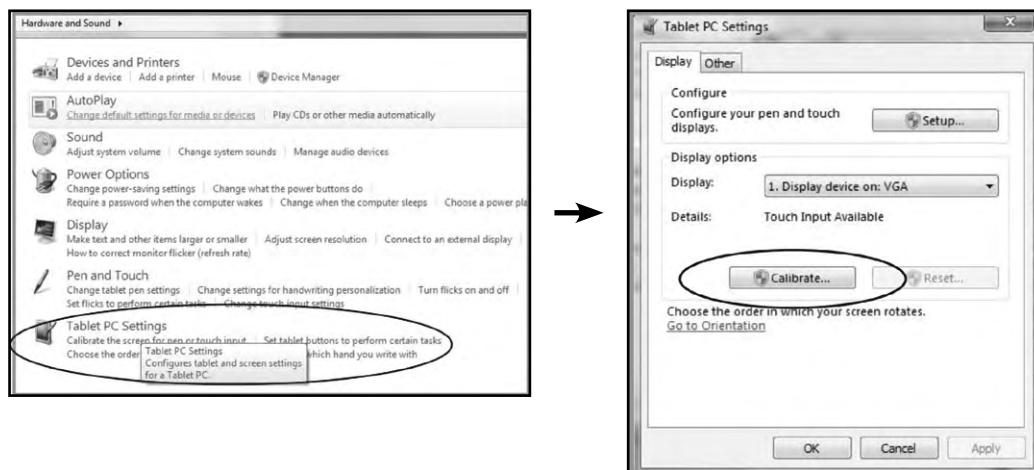 Hardware and Sound
Devices and Printers
Add a device Add a printer Mouse Device Manager
AutoPlay
Change default settings for media or devices Play CDs or other media automatically
Sound
Adjust system volume Change system sounds Manage audio devices
Power Options
Change power-saving settings Change what the power buttons do
Require a password when the computer wakes Change when the computer sleeps Choose a power pla
Display
Make text and other items larger or smaller Adjust screen resolution Connect to an external display
How to correct monitor flicker (refresh rate)
Pen and Touch
Change tablet pen settings Change settings for handwriting personalization Turn flicks on and off
Set flicks to perform certain tasks Change touch input settings
Tablet PC Settings
Calibrate the screen for pen or touch input Set tablet buttons to perform certain tasks
Choose the order which hand you write with
Tablet PC Settings
Configures tablet and screen settings
for a Tablet PC.
Tablet PC Settings
Display Other
Configure
Configure your pen and touch
displays.
Setup...
Display options
Display: 1. Display device on: VGA
Details: Touch Input Available
Calibrate... Reset...
Choose the order in which your screen rotates.
Go to Orientation
OK Cancel Apply